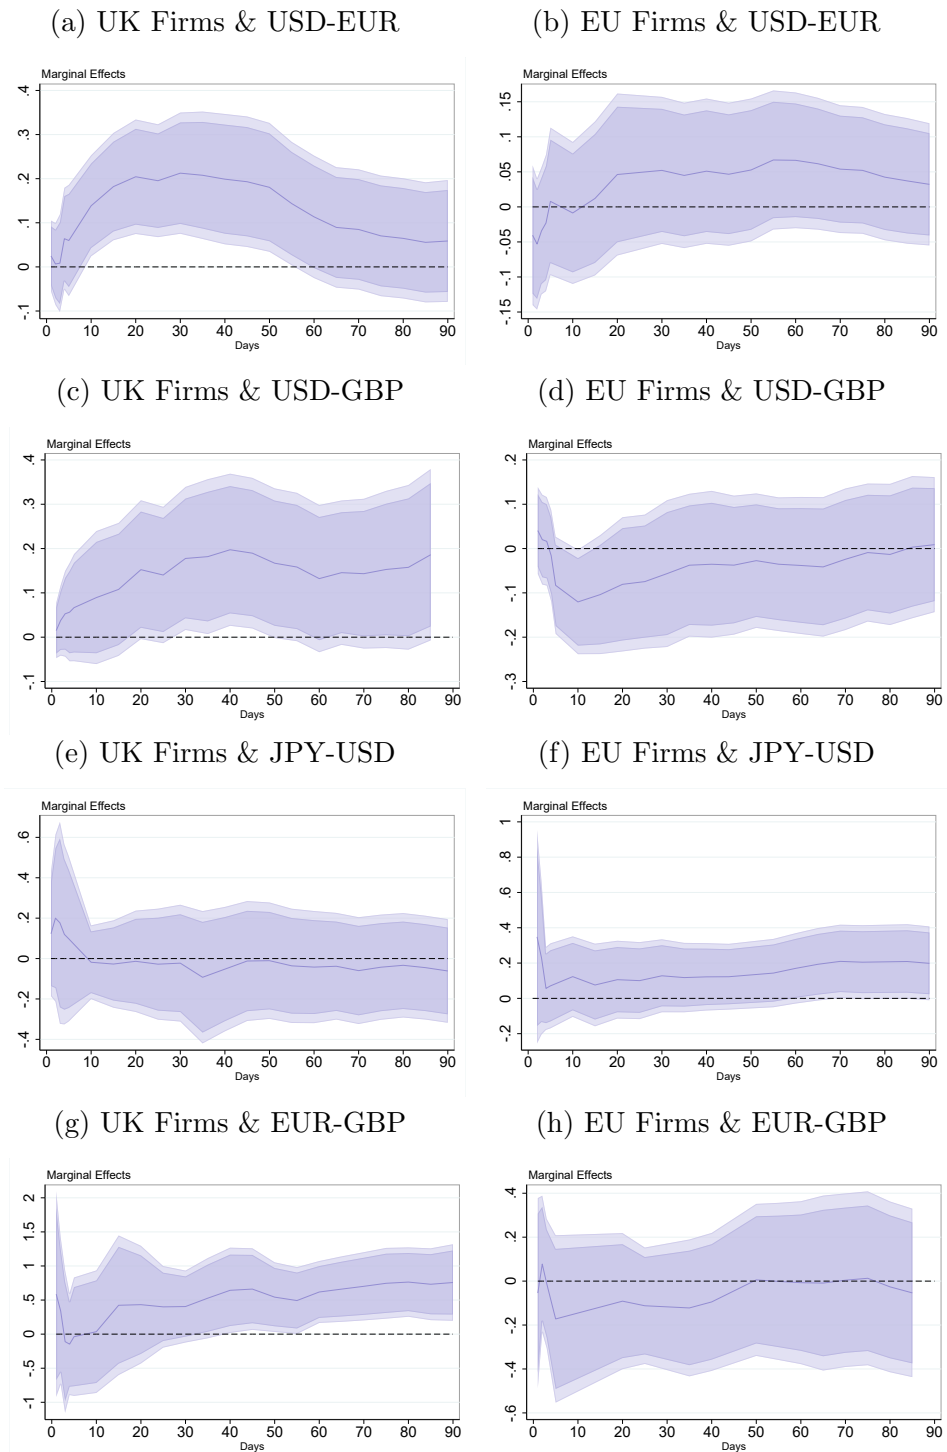 (a) UK Firms & USD-EUR
(b) EU Firms & USD-EUR
Marginal Effects
.4
.3
.2
.1
0
-.1
0 10 20 30 40 50 60 70 80 90
Days
Marginal Effects
.15
.1
.05
0
-.05
-.1
-.15
0 10 20 30 40 50 60 70 80 90
Days
(c) UK Firms & USD-GBP
(d) EU Firms & USD-GBP
Marginal Effects
.4
.3
.2
.1
0
-.1
0 10 20 30 40 50 60 70 80 90
Days
Marginal Effects
.2
.1
0
-.1
-.2
-.3
0 10 20 30 40 50 60 70 80 90
Days
(e) UK Firms & JPY-USD
(f) EU Firms & JPY-USD
Marginal Effects
.6
.4
.2
0
-.2
-.4
0 10 20 30 40 50 60 70 80 90
Days
Marginal Effects
1
.8
.6
.4
.2
0
-.2
0 10 20 30 40 50 60 70 80 90
Days
(g) UK Firms & EUR-GBP
(h) EU Firms & EUR-GBP
Marginal Effects
2
1.5
1
.5
0
-.5
-1
0 10 20 30 40 50 60 70 80 90
Days
Marginal Effects
.4
.2
0
-.2
-.4
-.6
0 10 20 30 40 50 60 70 80 90
Days